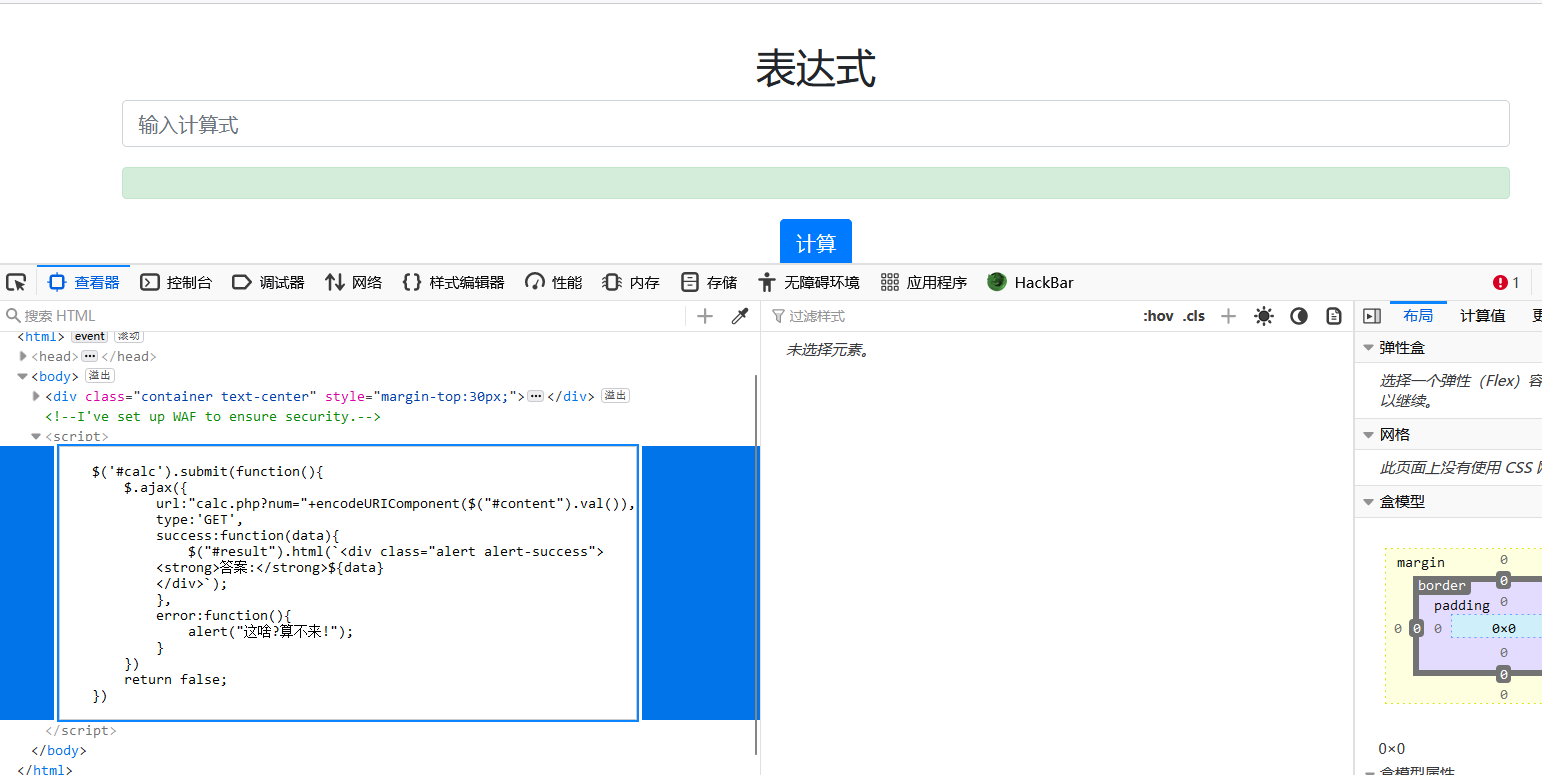 表达式
输入计算式
计算
查看器 控制台 调试器 网络 {} 样式编辑器 性能 内存 存储 无障碍环境 应用程序 HackBar 1
搜索 HTML
过滤样式 :hov .cls
布局 计算值
<html> event 滚动
<head> ••• </head>
<body> 溢出
<div class="container text-center" style="margin-top:30px;"> ••• </div> 溢出
<!--I've set up WAF to ensure security.-->
<script>
$('#calc').submit(function(){
$.ajax({
url:"calc.php?num="+encodeURIComponent($("#content").val()),
type:'GET',
success:function(data){
$("#result").html(`<div class="alert alert-success">
<strong>答案:</strong>${data}
</div>`);
},
error:function(){
alert("这啥?算不来!");
}
})
return false;
})
</script>
</body>
</html>
未选择元素。
弹性盒
选择一个弹性（Flex）容
以继续。
网格
此页面上没有使用 CSS 网
盒模型
margin 0
border 0
padding 0
0 0 0 0×0
0
0
0
0×0
盒模型属性